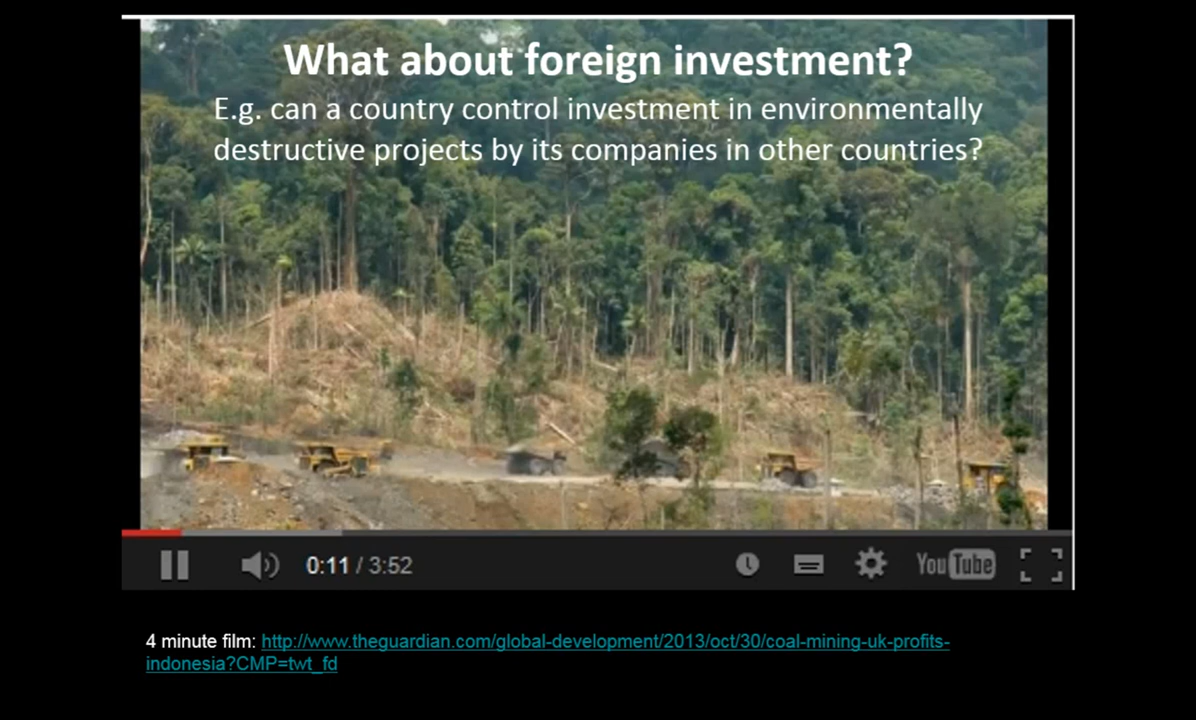 What about foreign investment?
E.g. can a country control investment in environmentally
destructive projects by its companies in other countries?
0:11 / 3:52
YouTube
4 minute film: http://www.theguardian.com/global-development/2013/oct/30/coal-mining-uk-profits-
indonesia?CMP=twt_fd